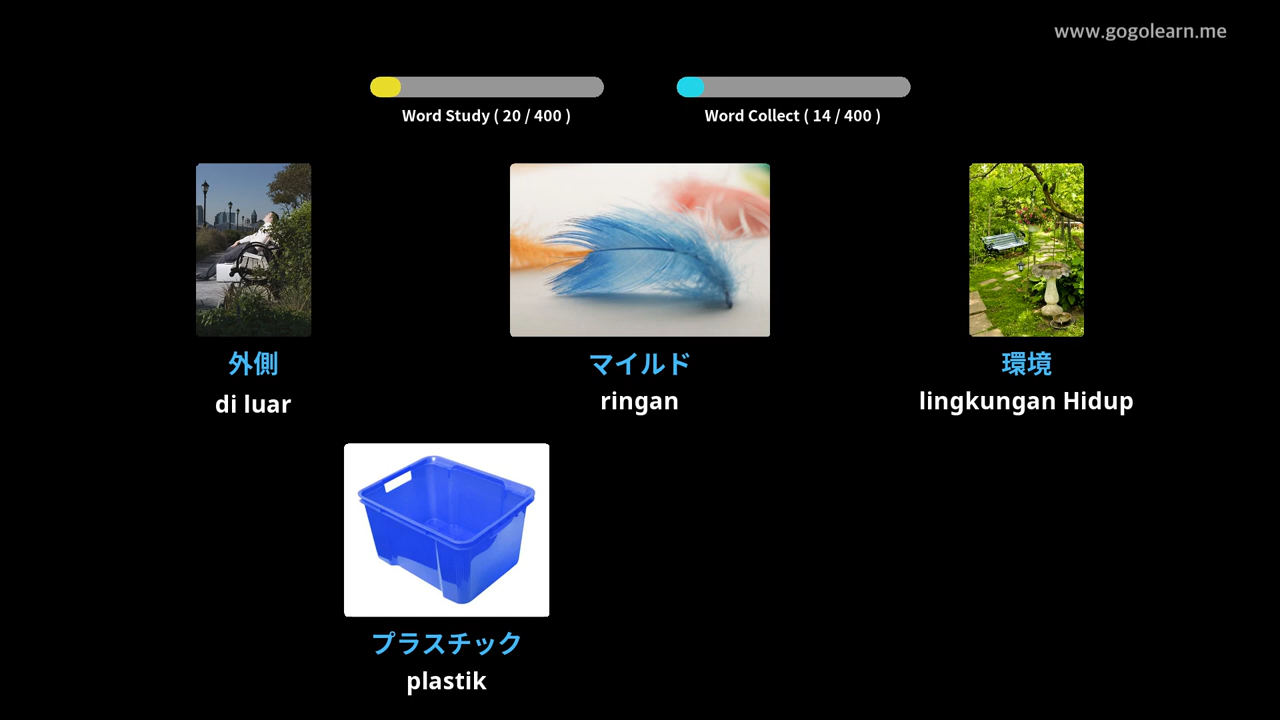 www.gogolearn.me
Word Study ( 20 / 400 )
Word Collect ( 14 / 400 )
外側
di luar
マイルド
ringan
環境
lingkungan Hidup
プラスチック
plastik